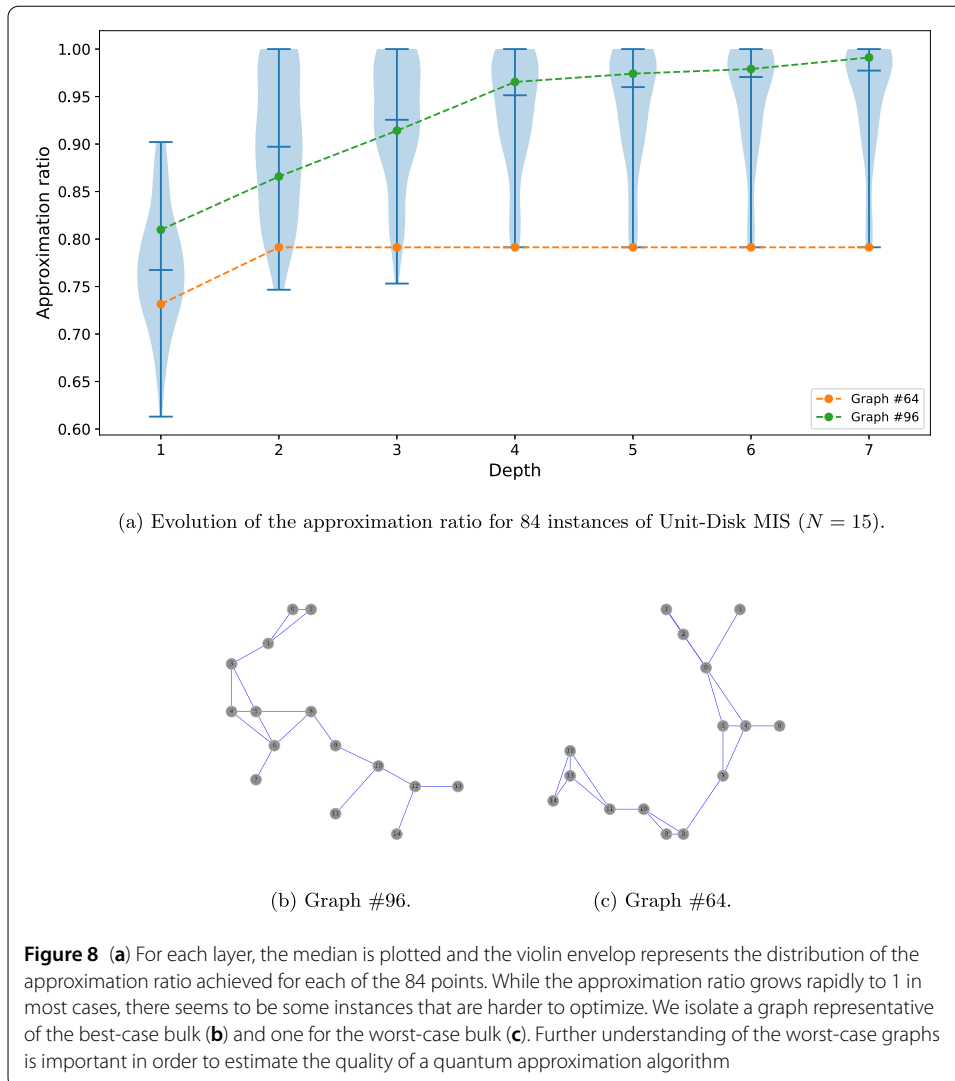 1.00
0.95
0.90
0.85
0.80
0.75
0.70
0.65
0.60
Approximation ratio
1 2 3 4 5 6 7
Depth
Graph #64
Graph #96
(a) Evolution of the approximation ratio for 84 instances of Unit-Disk MIS (N = 15).
(b) Graph #96.
(c) Graph #64.
Figure 8 (a) For each layer, the median is plotted and the violin envelop represents the distribution of the
approximation ratio achieved for each of the 84 points. While the approximation ratio grows rapidly to 1 in
most cases, there seems to be some instances that are harder to optimize. We isolate a graph representative
of the best-case bulk (b) and one for the worst-case bulk (c). Further understanding of the worst-case graphs
is important in order to estimate the quality of a quantum approximation algorithm